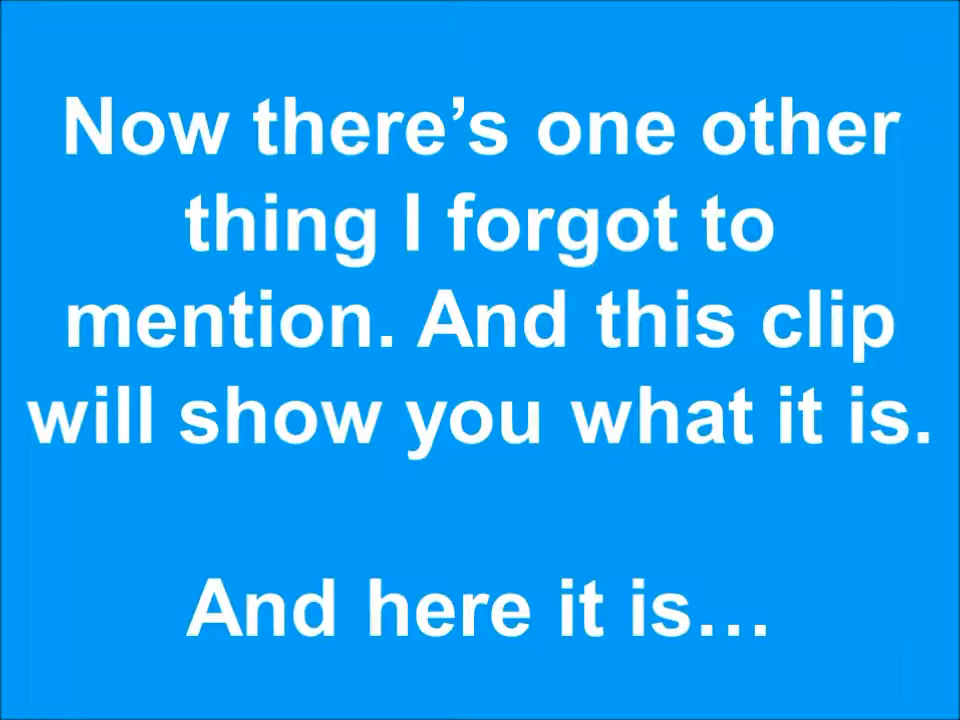 Now there’s one other
thing I forgot to
mention. And this clip
will show you what it is.
And here it is…